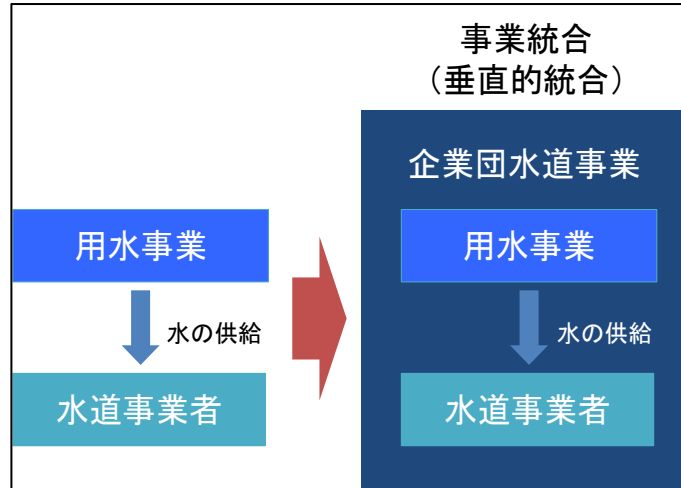 事業統合
（垂直的統合）
企業団水道事業
用水事業
水の供給
水道事業者
用水事業
水の供給
水道事業者